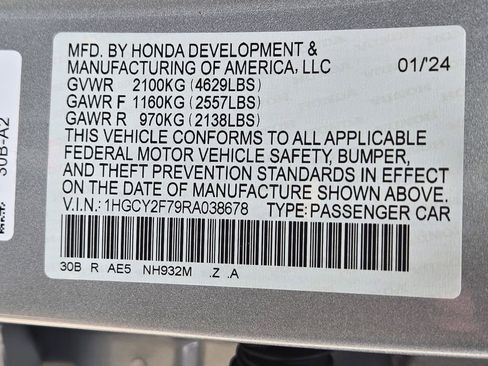 MFD. BY HONDA DEVELOPMENT &
MANUFACTURING OF AMERICA, LLC 01/'24
GVWR 2100KG (4629LBS)
GAWR F 1160KG (2557LBS)
GAWR R 970KG (2138LBS)
THIS VEHICLE CONFORMS TO ALL APPLICABLE
FEDERAL MOTOR VEHICLE SAFETY, BUMPER,
AND THEFT PREVENTION STANDARDS IN EFFECT
ON THE DATE OF MANUFACTURE SHOWN ABOVE.
V.I.N.: 1HGCY2F79RA038678 TYPE: PASSENGER CAR
30B R AE5 NH932M .Z .A
30B-A2